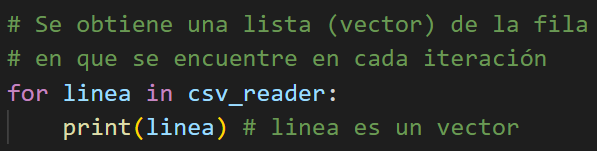 # Se obtiene una lista (vector) de la fila
# en que se encuentre en cada iteración
for linea in csv_reader:
    print(linea) # linea es un vector